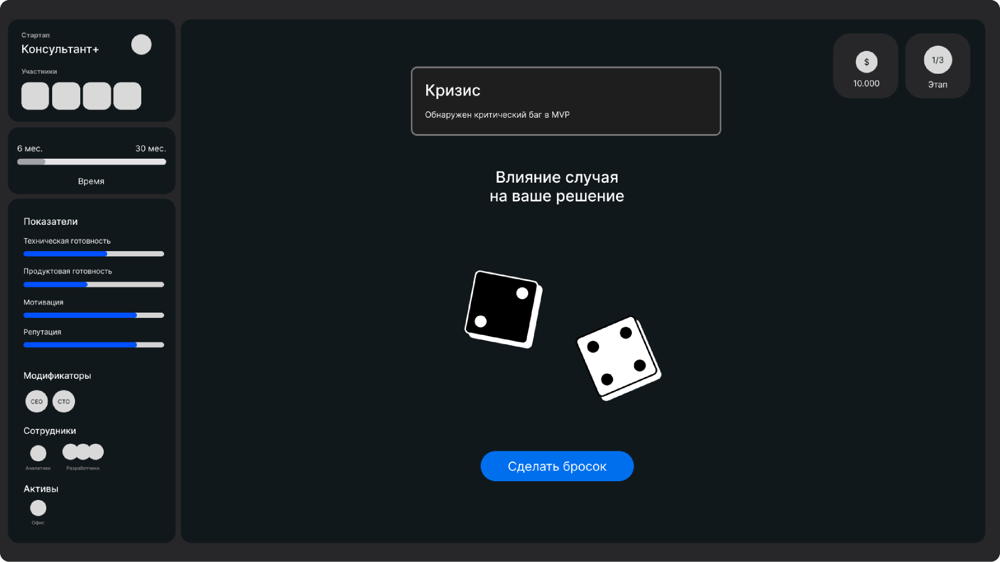 Стартап
Консультант+
Участники
6 мес.
30 мес.
Время
Показатели
Техническая готовность
Продуктовая готовность
Мотивация
Репутация
Модификаторы
CEO
CTO
Сотрудники
Аналитики
Разработчики
Активы
Офис
Кризис
Обнаружен критический баг в MVP
Влияние случая
на ваше решение
Сделать бросок
$
10.000
1/3
Этап